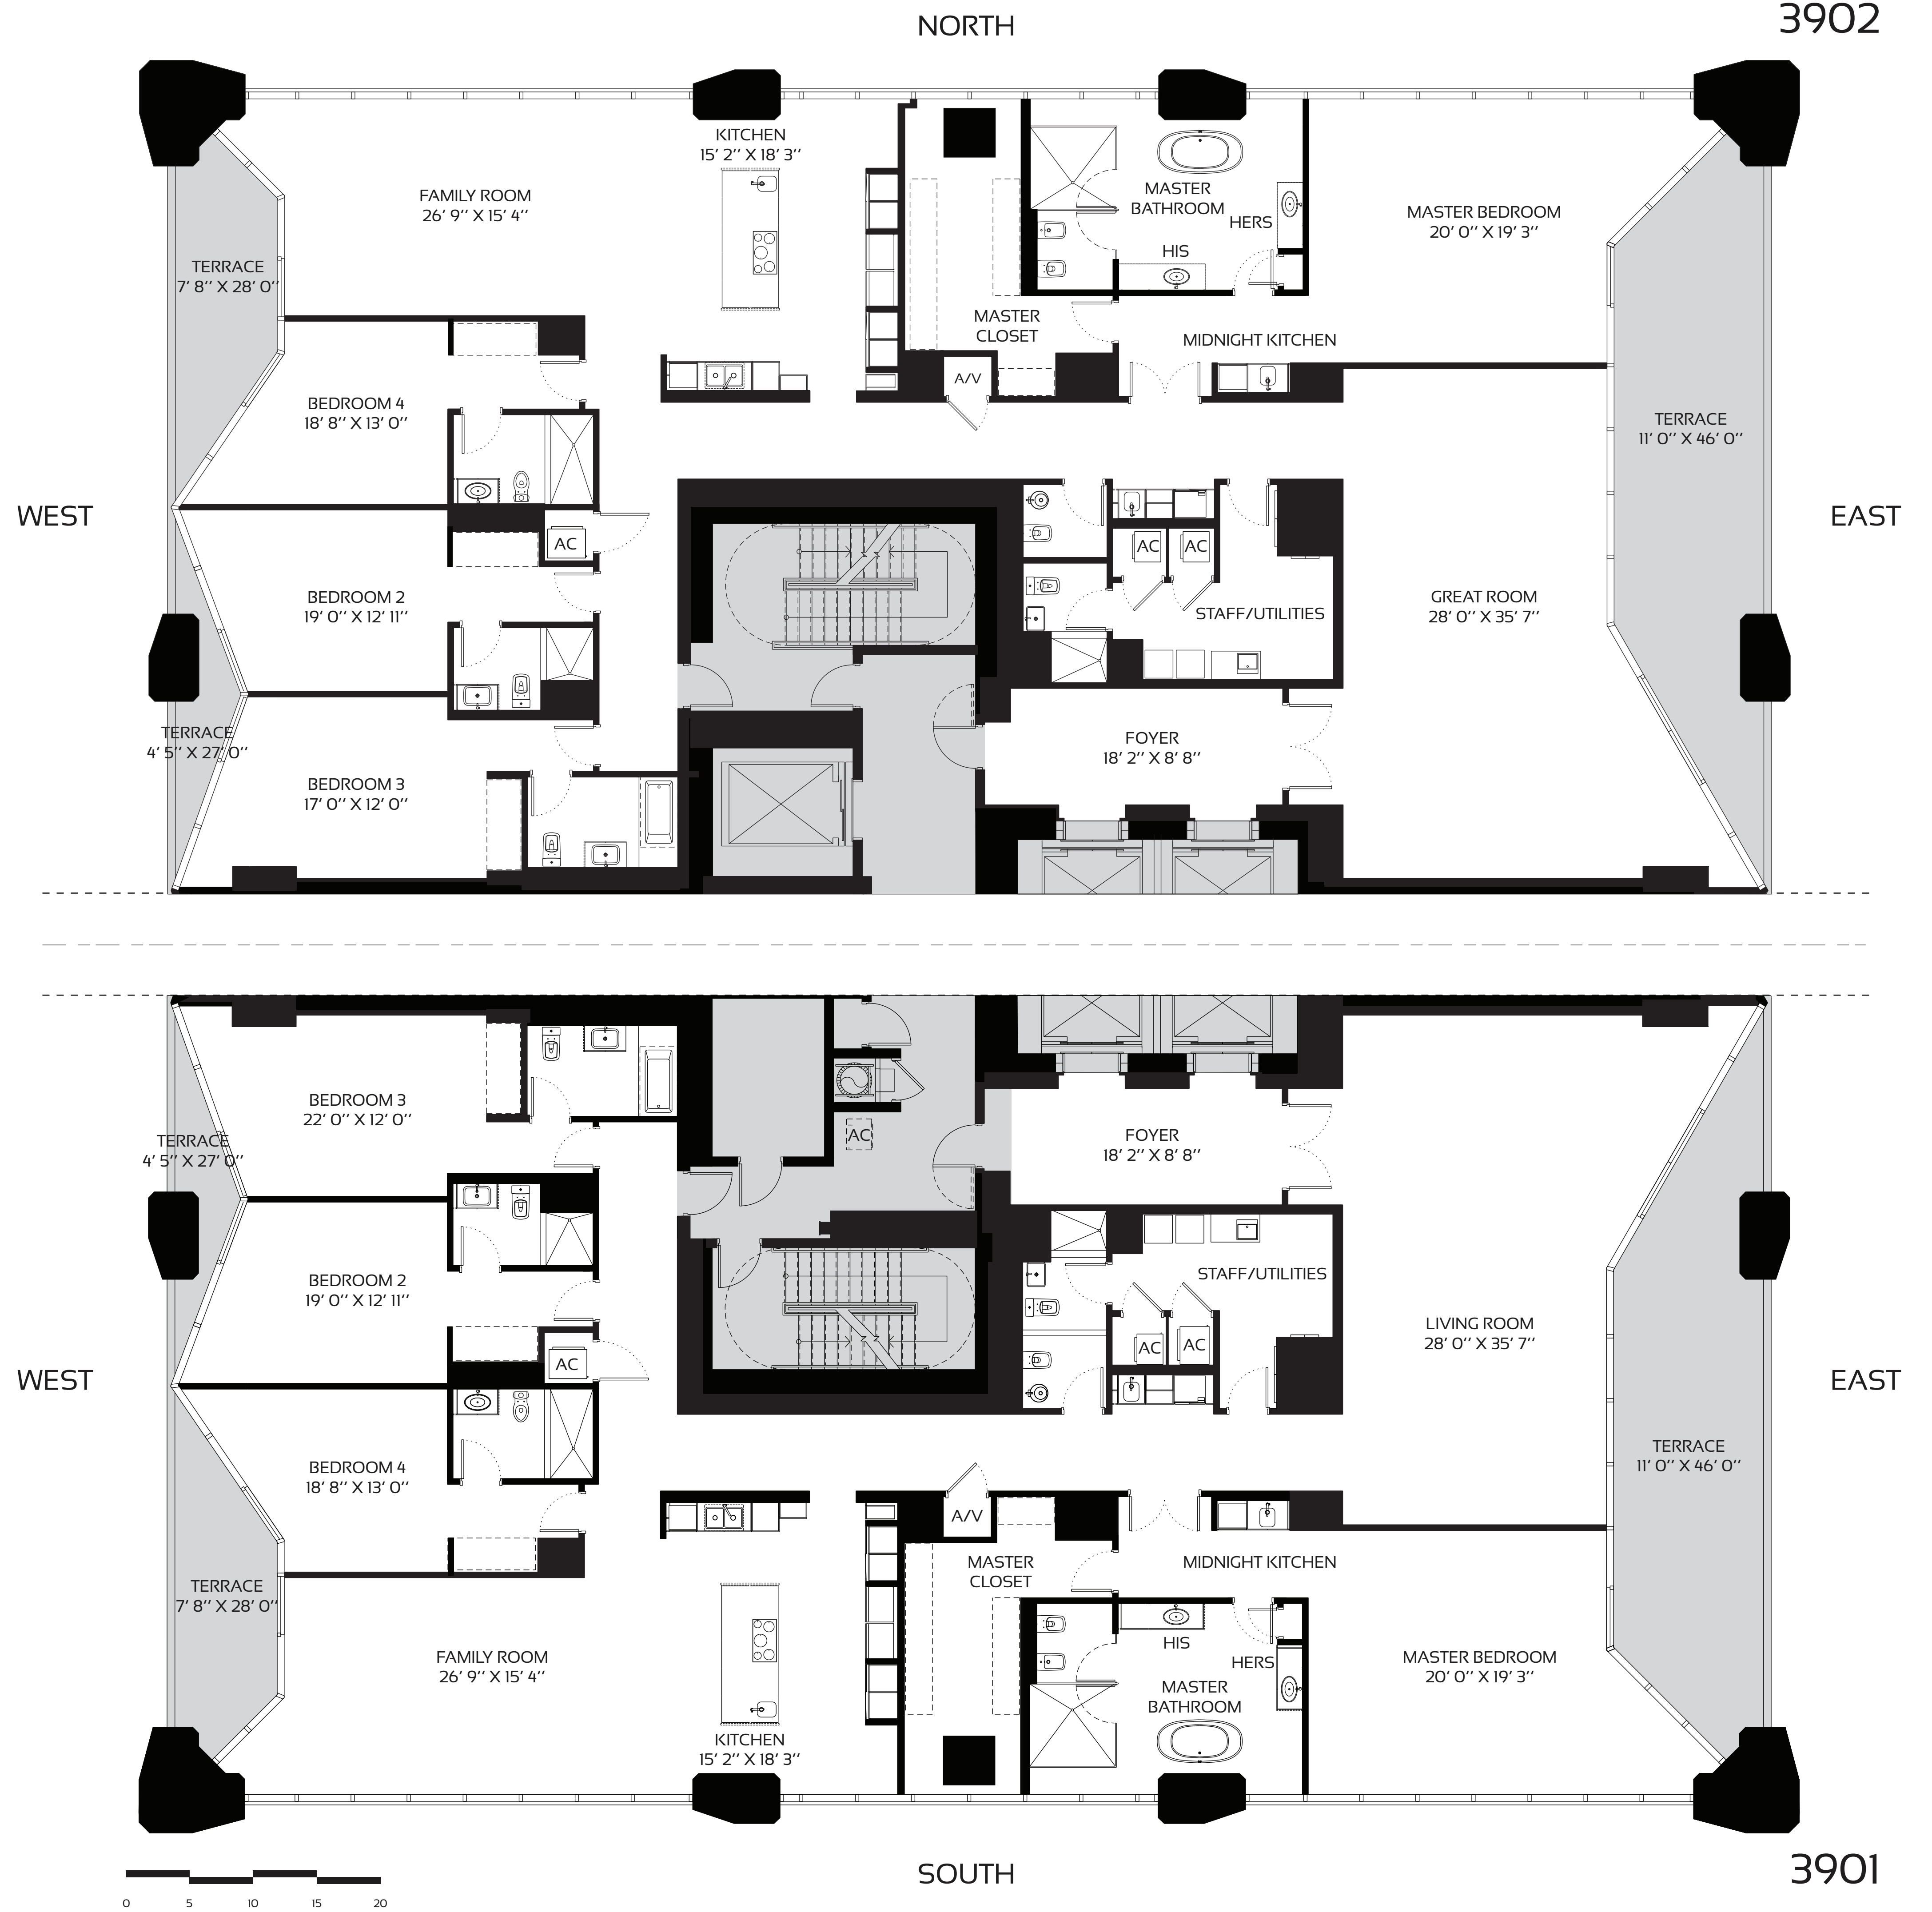 NORTH
3902
KITCHEN
15' 2'' X 18' 3''
FAMILY ROOM
26' 9'' X 15' 4''
MASTER
BATHROOM
HERS
HIS
MASTER BEDROOM
20' 0'' X 19' 3''
TERRACE
7' 8'' X 28' 0''
MASTER
CLOSET
MIDNIGHT KITCHEN
A/V
BEDROOM 4
18' 8'' X 13' 0''
TERRACE
11' 0'' X 46' 0''
WEST
EAST
AC
AC
AC
BEDROOM 2
19' 0'' X 12' 11''
STAFF/UTILITIES
GREAT ROOM
28' 0'' X 35' 7''
TERRACE
4' 5'' X 27' 0''
FOYER
18' 2'' X 8' 8''
BEDROOM 3
17' 0'' X 12' 0''
BEDROOM 3
22' 0'' X 12' 0''
TERRACE
4' 5'' X 27' 0''
AC
FOYER
18' 2'' X 8' 8''
STAFF/UTILITIES
BEDROOM 2
19' 0'' X 12' 11''
LIVING ROOM
28' 0'' X 35' 7''
AC
AC
AC
WEST
EAST
BEDROOM 4
18' 8'' X 13' 0''
TERRACE
11' 0'' X 46' 0''
A/V
MASTER
CLOSET
MIDNIGHT KITCHEN
TERRACE
7' 8'' X 28' 0''
HIS
HERS
FAMILY ROOM
26' 9'' X 15' 4''
MASTER
BATHROOM
MASTER BEDROOM
20' 0'' X 19' 3''
KITCHEN
15' 2'' X 18' 3''
SOUTH
3901
0 5 10 15 20